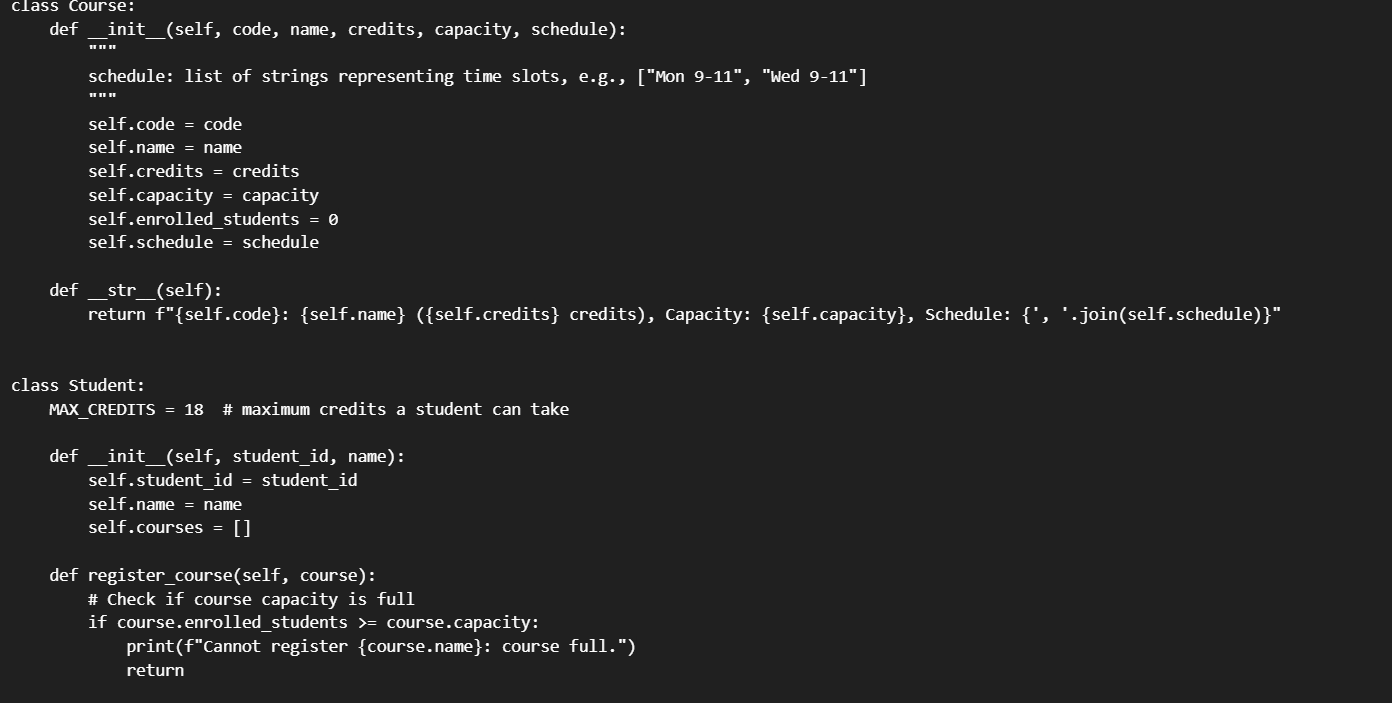 class Course:
    def __init__(self, code, name, credits, capacity, schedule):
        """
        schedule: list of strings representing time slots, e.g., ["Mon 9-11", "Wed 9-11"]
        """
        self.code = code
        self.name = name
        self.credits = credits
        self.capacity = capacity
        self.enrolled_students = 0
        self.schedule = schedule

    def __str__(self):
        return f"{self.code}: {self.name} ({self.credits} credits), Capacity: {self.capacity}, Schedule: {', '.join(self.schedule)}"


class Student:
    MAX_CREDITS = 18  # maximum credits a student can take

    def __init__(self, student_id, name):
        self.student_id = student_id
        self.name = name
        self.courses = []

    def register_course(self, course):
        # Check if course capacity is full
        if course.enrolled_students >= course.capacity:
            print(f"Cannot register {course.name}: course full.")
            return